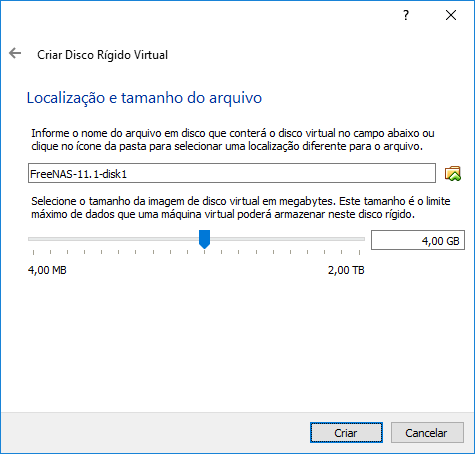 ?
Criar Disco Rígido Virtual
Localização e tamanho do arquivo
Informe o nome do arquivo em disco que conterá o disco virtual no campo abaixo ou
clique no ícone da pasta para selecionar uma localização diferente para o arquivo.
FreeNAS-11.1-disk1
Selecione o tamanho da imagem de disco virtual em megabytes. Este tamanho é o limite
máximo de dados que uma máquina virtual poderá armazenar neste disco rígido.
4,00 GB
4,00 MB 2,00 TB
Criar Cancelar